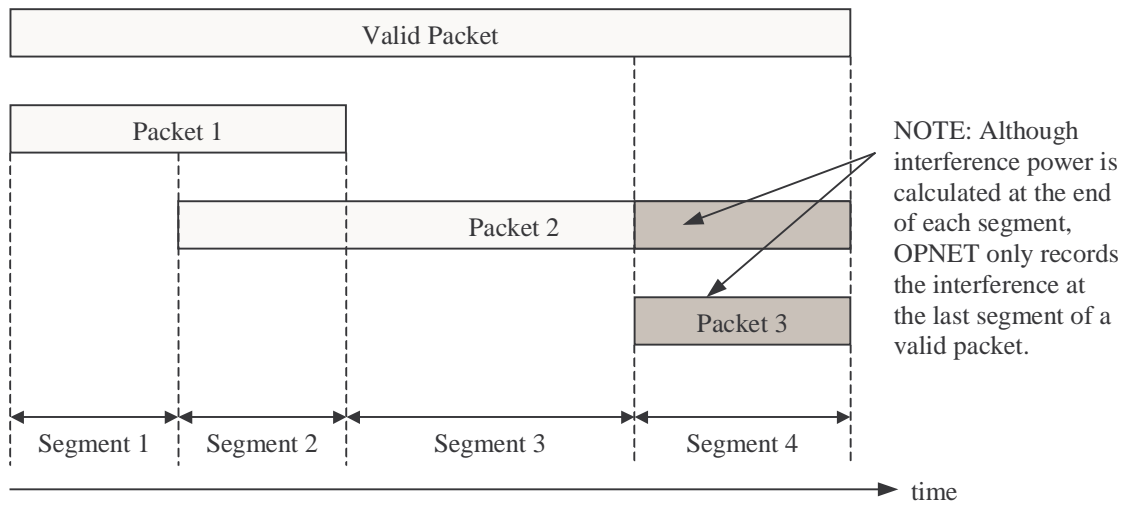 Valid Packet
Packet 1
NOTE: Although
interference power is
calculated at the end
of each segment,
OPNET only records
the interference at
the last segment of a
valid packet.
Packet 2
Packet 3
Segment 1
Segment 2
Segment 3
Segment 4
time